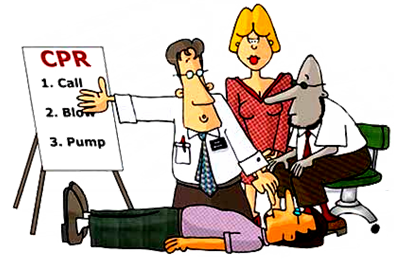 CPR
1. Call
2. Blow
3. Pump